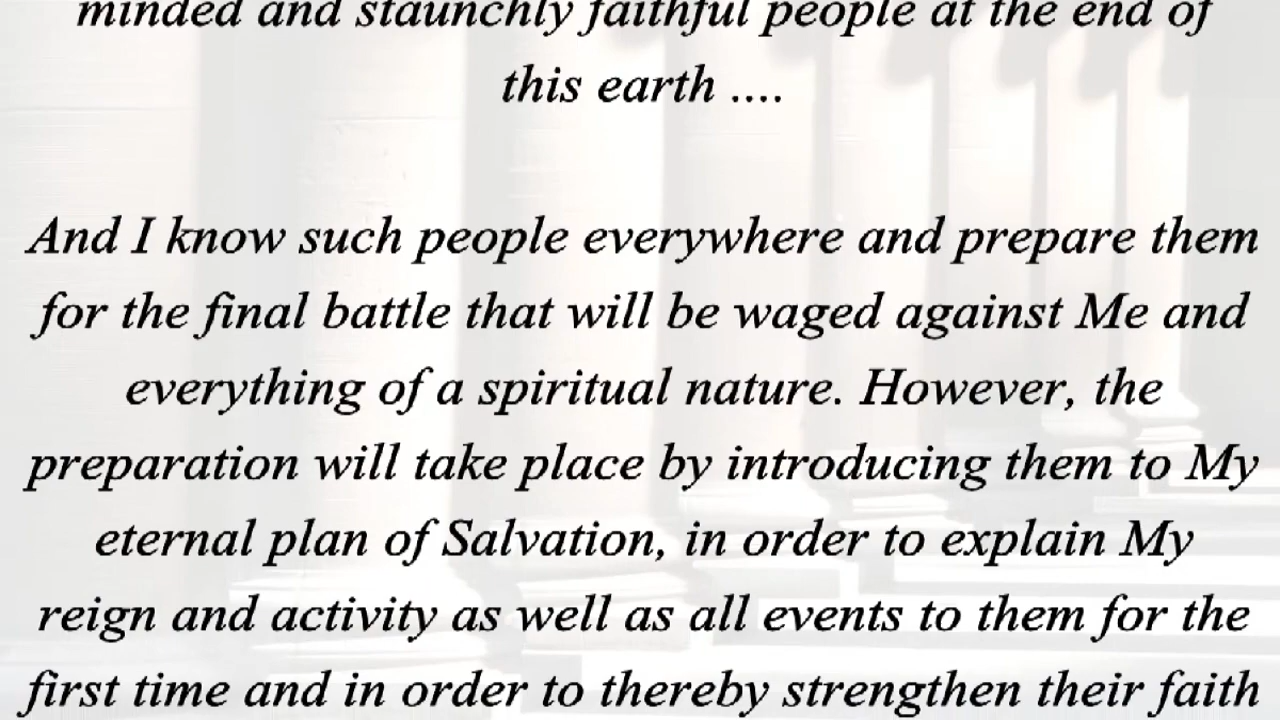 minded and staunchly faithful people at the end of
this earth ....
And I know such people everywhere and prepare them
for the final battle that will be waged against Me and
everything of a spiritual nature. However, the
preparation will take place by introducing them to My
eternal plan of Salvation, in order to explain My
reign and activity as well as all events to them for the
first time and in order to thereby strengthen their faith